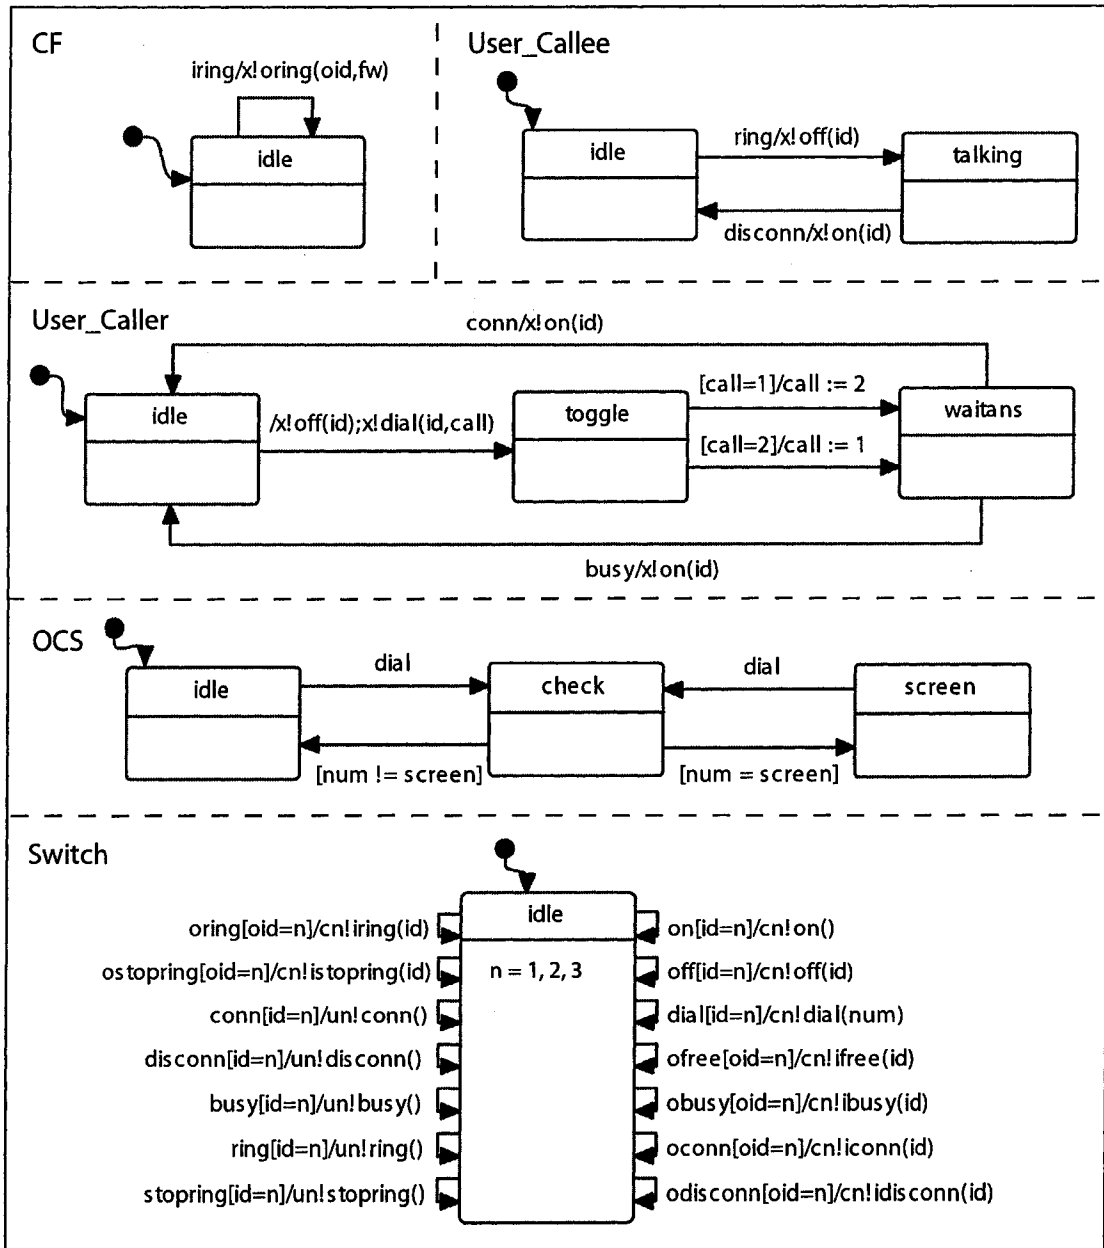 CF
iring/x!oring(oid,fw)
idle
User_Callee
idle
ring/x!off(id)
talking
disconn/x!on(id)
User_Caller
conn/x!on(id)
idle
/x!off(id);x!dial(id,call)
toggle
[call=1]/call := 2
[call=2]/call := 1
waitans
busy/x!on(id)
OCS
idle
dial
check
dial
screen
[num != screen]
[num = screen]
Switch
idle
n = 1, 2, 3
oring[oid=n]/cn!iring(id)
ostopring[oid=n]/cn!istopring(id)
conn[id=n]/un!conn()
disconn[id=n]/un!disconn()
busy[id=n]/un!busy()
ring[id=n]/un!ring()
stopring[id=n]/un!stopring()
on[id=n]/cn!on()
off[id=n]/cn!off(id)
dial[id=n]/cn!dial(num)
ofree[oid=n]/cn!ifree(id)
obusy[oid=n]/cn!ibusy(id)
oconn[oid=n]/cn!iconn(id)
odisconn[oid=n]/cn!idisconn(id)